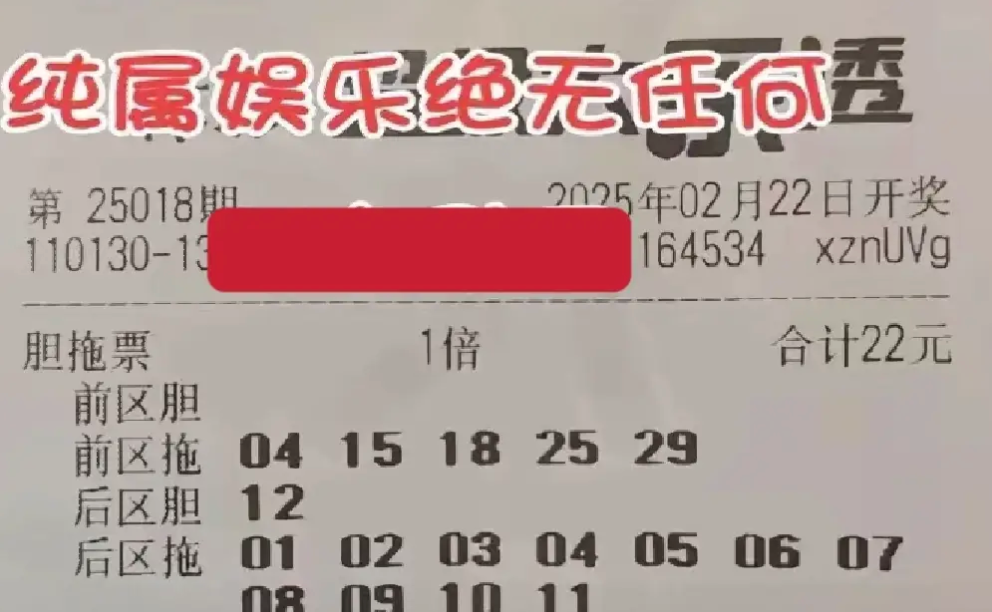 纯属娱乐绝无任何
透
第 25018期 2025年02月22日开奖
110130-13 164534 xznUVg
胆拖票 1倍 合计22元
前区胆
前区拖 04 15 18 25 29
后区胆 12
后区拖 01 02 03 04 05 06 07
08 09 10 11